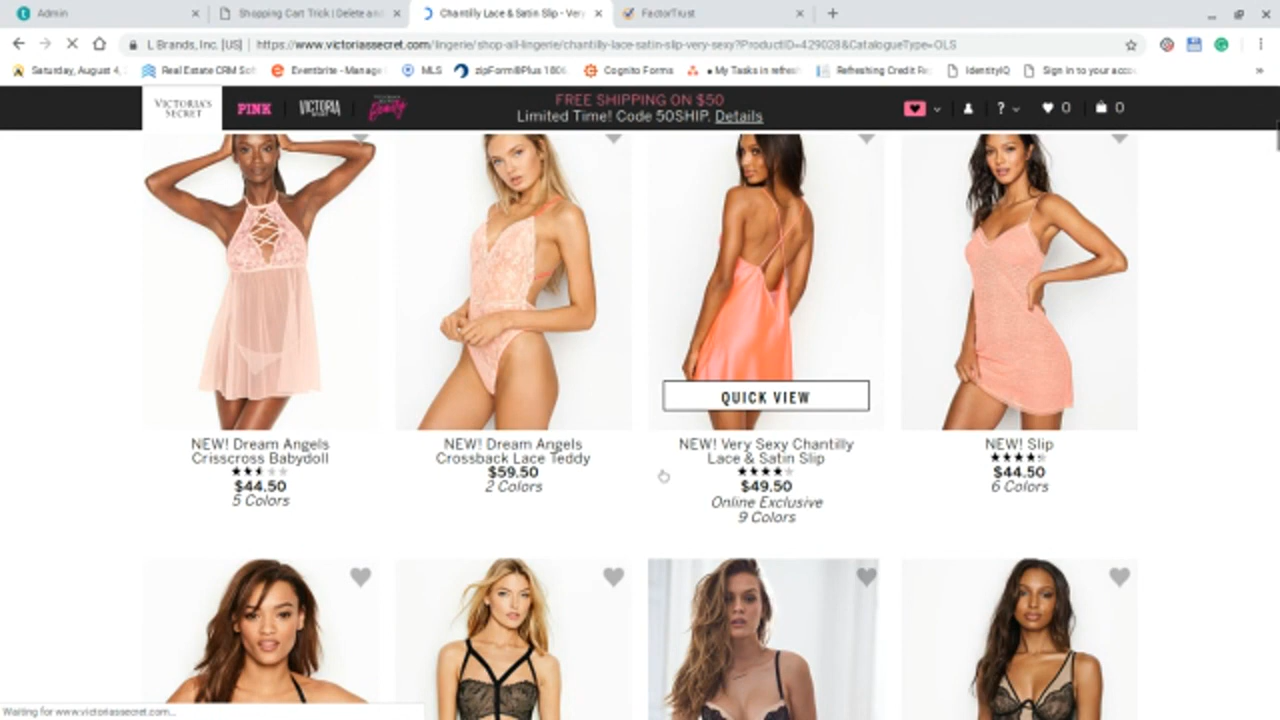 Admin
Shopping Cart Trick | Delete and
Chantilly Lace & Satin Slip - Very
FactorTrust
L Brands, Inc. [US]
https://www.victoriassecret.com/lingerie/shop-all-lingerie/chantilly-lace-satin-slip-very-sexy?ProductID=429028&CatalogueType=OLS
Saturday, August 4,
Real Estate CRM Sof
Eventbrite - Manage
MLS
zipForm®Plus 1806.
Cognito Forms
• My Tasks in refresh
Refreshing Credit Re
IdentityIQ
Sign in to your acco
»
VICTORIA'S
SECRET
PINK
VICTORIA
Beauty
FREE SHIPPING ON $50
Limited Time! Code 50SHIP. Details
?
0
0
QUICK VIEW
NEW! Dream Angels
Crisscross Babydoll
$44.50
5 Colors
NEW! Dream Angels
Crossback Lace Teddy
$59.50
2 Colors
NEW! Very Sexy Chantilly
Lace & Satin Slip
$49.50
Online Exclusive
9 Colors
NEW! Slip
$44.50
6 Colors
Waiting for www.victoriassecret.com...